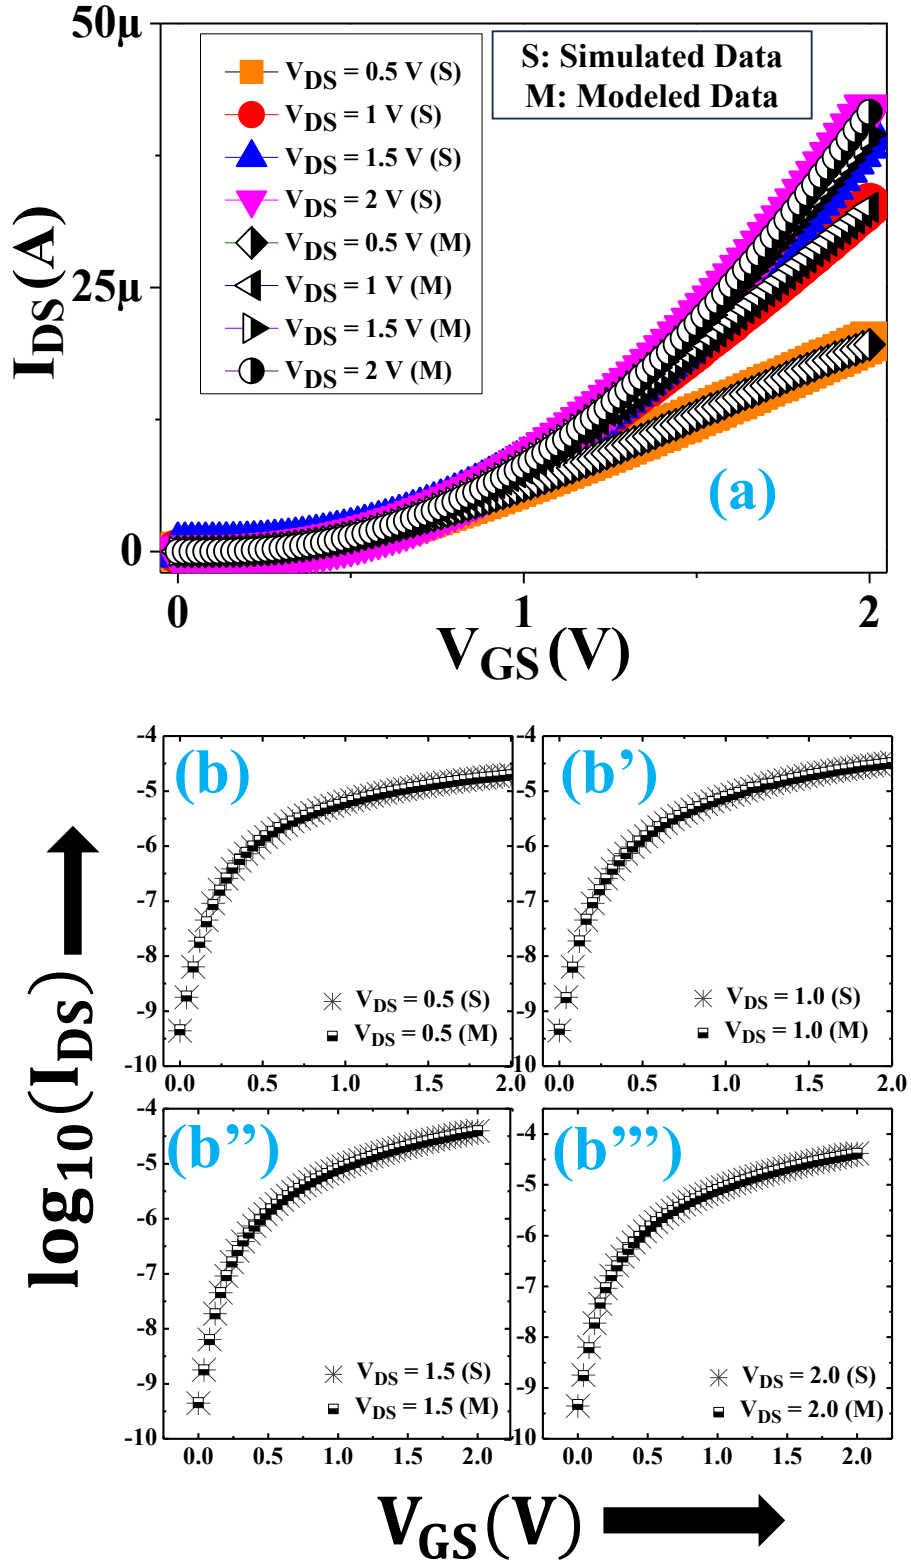 50μ
25μ
0
I_DS (A)
V_DS = 0.5 V (S)
V_DS = 1 V (S)
V_DS = 1.5 V (S)
V_DS = 2 V (S)
V_DS = 0.5 V (M)
V_DS = 1 V (M)
V_DS = 1.5 V (M)
V_DS = 2 V (M)
S: Simulated Data
M: Modeled Data
(a)
0 1 2
V_GS (V)
log10(I_DS)
(b)
-4
-5
-6
-7
-8
-9
-10
V_DS = 0.5 (S)
V_DS = 0.5 (M)
0.0 0.5 1.0 1.5 2.0
(b')
-4
-5
-6
-7
-8
-9
-10
V_DS = 1.0 (S)
V_DS = 1.0 (M)
0.0 0.5 1.0 1.5 2.0
(b'')
-4
-5
-6
-7
-8
-9
-10
V_DS = 1.5 (S)
V_DS = 1.5 (M)
0.0 0.5 1.0 1.5 2.0
(b''')
-4
-5
-6
-7
-8
-9
-10
V_DS = 2.0 (S)
V_DS = 2.0 (M)
0.0 0.5 1.0 1.5 2.0
V_GS (V)